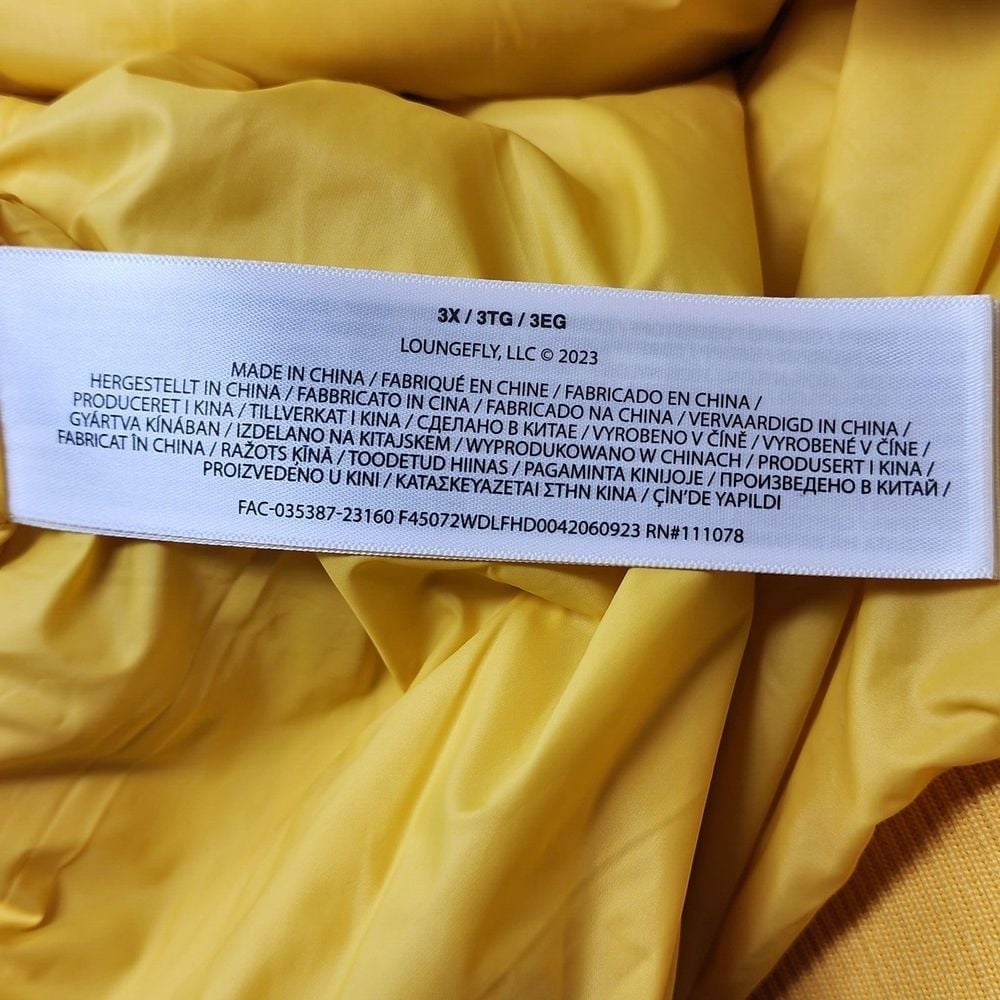 3X / 3TG / 3EG
LOUNGEFLY, LLC © 2023
MADE IN CHINA / FABRIQUÉ EN CHINE / FABRICADO EN CHINA /
HERGESTELLT IN CHINA / FABBRICATO IN CINA / FABRICADO NA CHINA / VERVAARDIGD IN CHINA /
PRODUCERET I KINA / TILLVERKAT I KINA / СДЕЛАНО В КИТАЕ / VYROBENO V ČÍNĚ / VYROBENÉ V ČÍNE /
GYÁRTVA KÍNÁBAN / IZDELANO NA KITAJSKEM / WYPRODUKOWANO W CHINACH / PRODUSERT I KINA /
FABRICAT ÎN CHINA / RAŽOTS ĶĪNĀ / TOODETUD HIINAS / PAGAMINTA KINIJOJE / ПРОИЗВЕДЕНО В КИТАЙ /
PROIZVEDENO U KINI / ΚΑΤΑΣΚΕΥΑΖΕΤΑΙ ΣΤΗΝ ΚΙΝΑ / ÇİN'DE YAPILDI
FAC-035387-23160 F45072WDLFHD0042060923 RN#111078